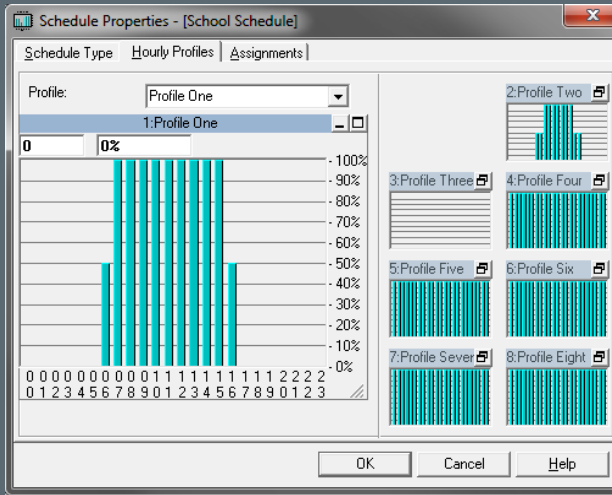 Schedule Properties - [School Schedule]
Schedule Type Hourly Profiles Assignments
Profile: Profile One
1:Profile One
0 0%
100%
90%
80%
70%
60%
50%
40%
30%
20%
10%
0%
0 0 0 0 0 0 0 0 0 0 1 1 1 1 1 1 1 1 1 1 2 2 2 2
0 1 2 3 4 5 6 7 8 9 0 1 2 3 4 5 6 7 8 9 0 1 2 3
2:Profile Two
3:Profile Three 4:Profile Four
5:Profile Five 6:Profile Six
7:Profile Sever 8:Profile Eight
OK Cancel Help